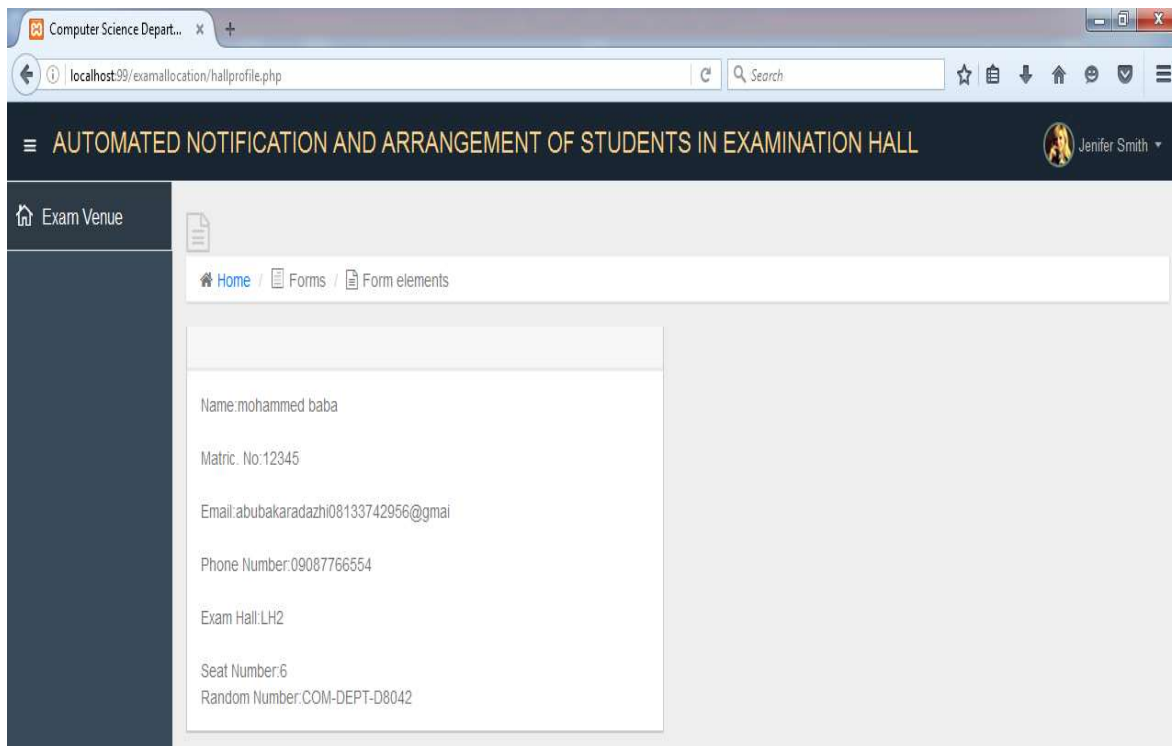 Computer Science Depart...
localhost:99/examallocation/hallprofile.php
Search
AUTOMATED NOTIFICATION AND ARRANGEMENT OF STUDENTS IN EXAMINATION HALL
Jenifer Smith
Exam Venue
Home / Forms / Form elements
Name:mohammed baba
Matric. No:12345
Email:abubakaradazhi08133742956@gmai
Phone Number:09087766554
Exam Hall:LH2
Seat Number:6
Random Number:COM-DEPT-D8042